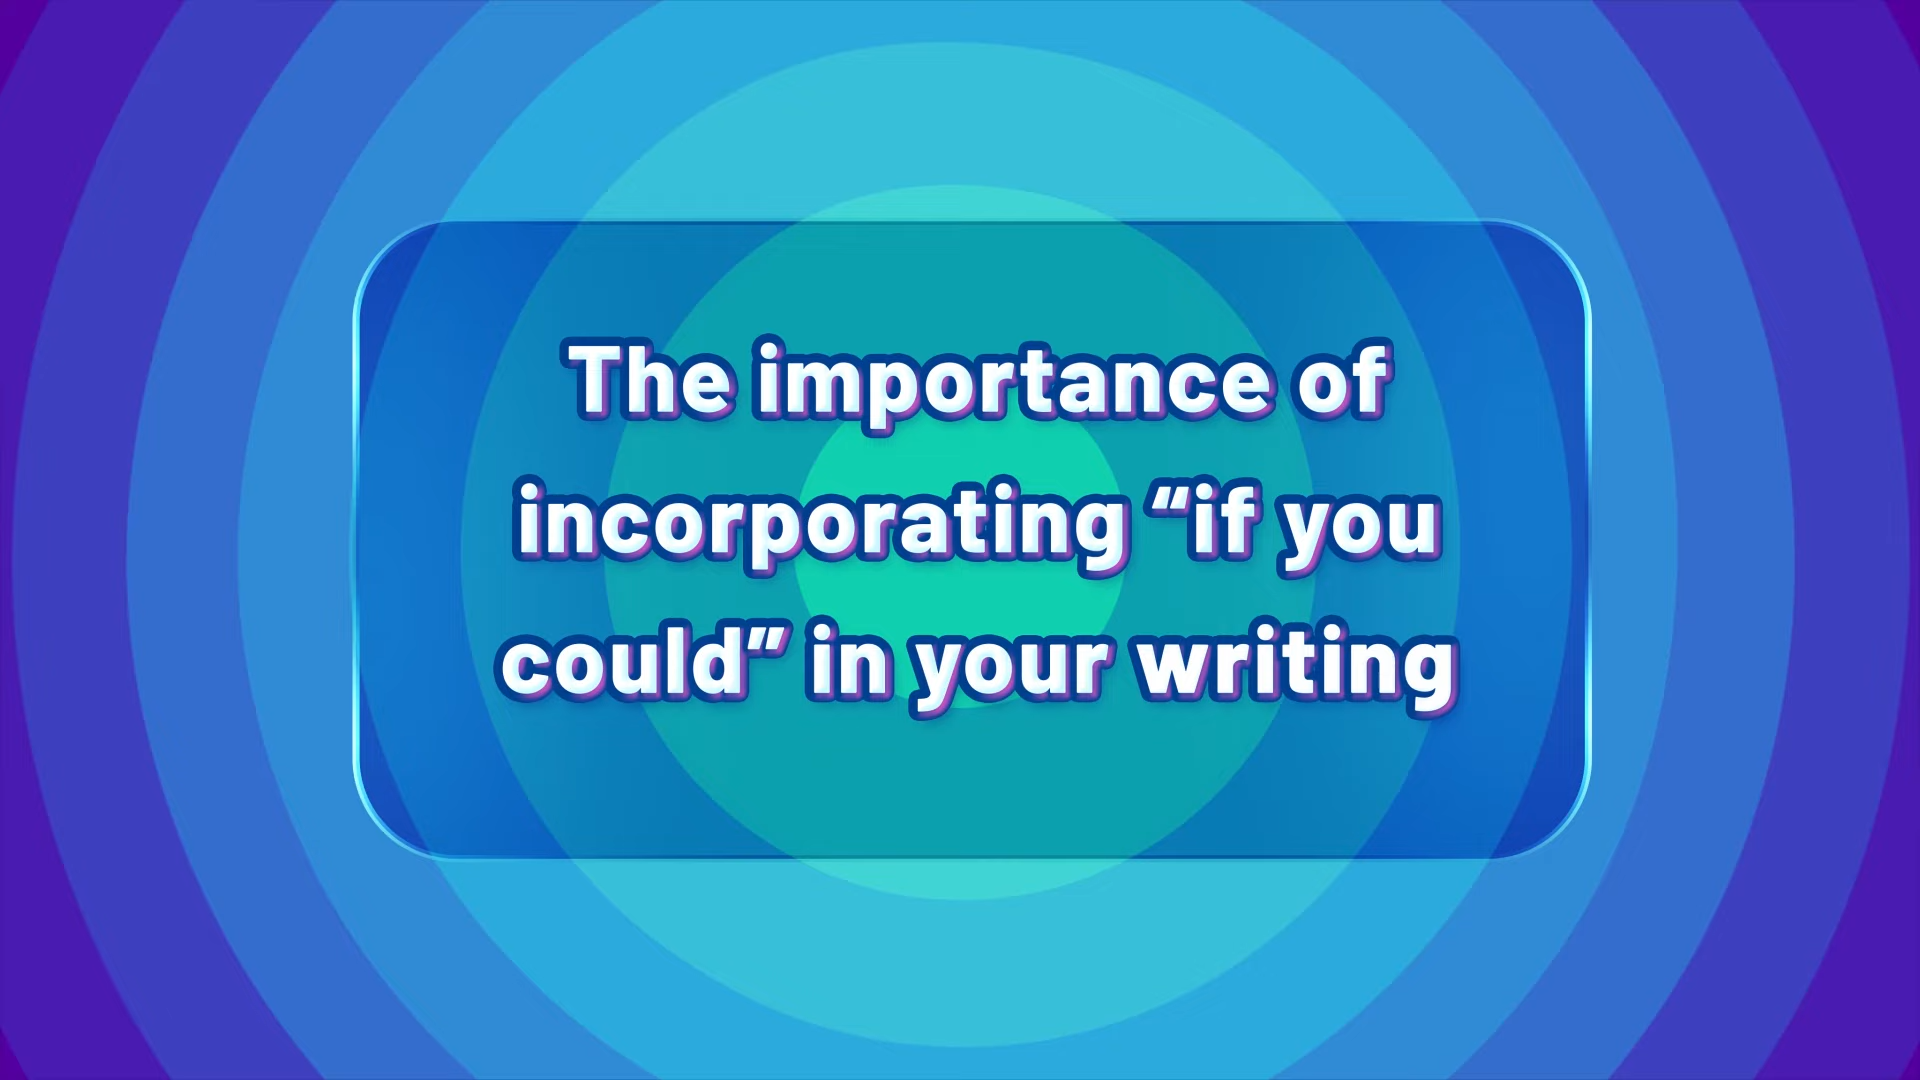 The importance of
incorporating “if you
could” in your writing